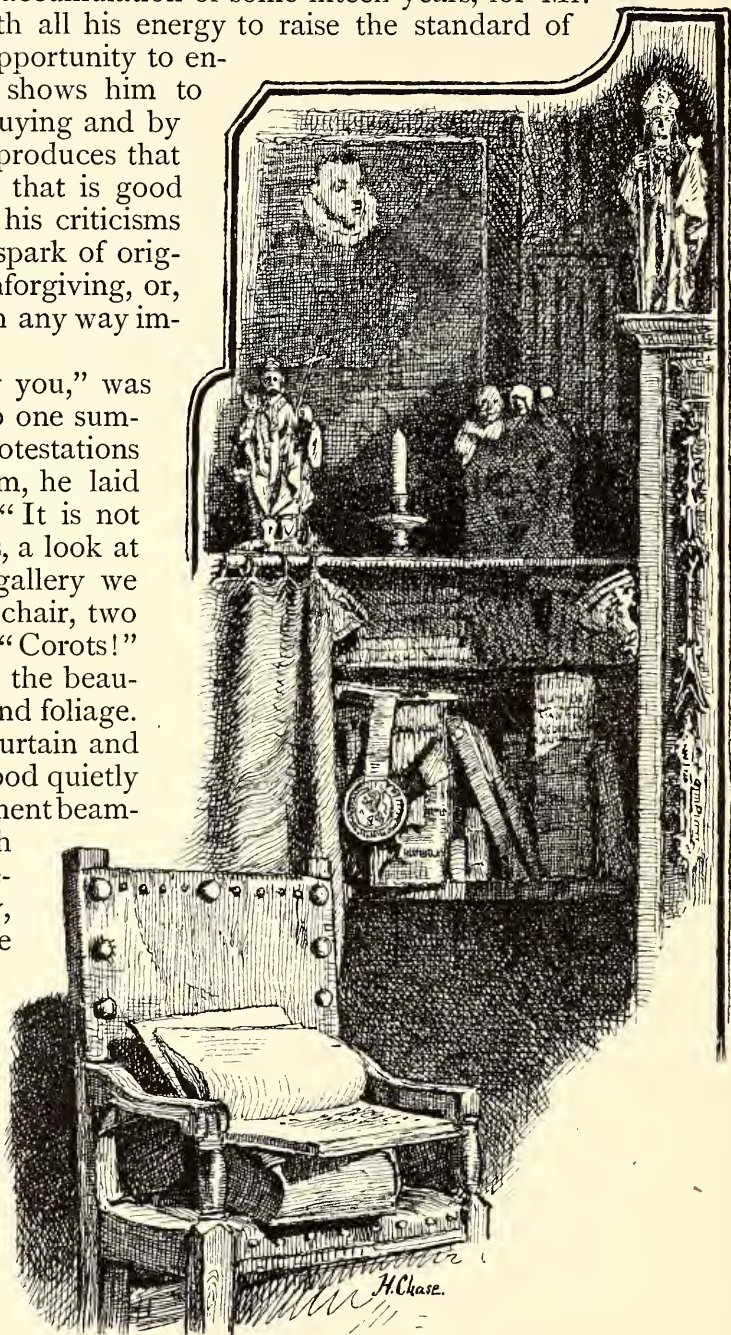 accumulation of some fifteen years, for Mr.
th all his energy to raise the standard of
pportunity to en-
shows him to
uying and by
produces that
that is good
his criticisms
spark of orig-
nforgiving, or,
n any way im-
you,” was
o one sum-
otestations
m, he laid
“ It is not
, a look at
gallery we
chair, two
“ Corots!”
the beau-
nd foliage.
urtain and
ood quietly
ment beam-
h
-
,
e
H. Chase.